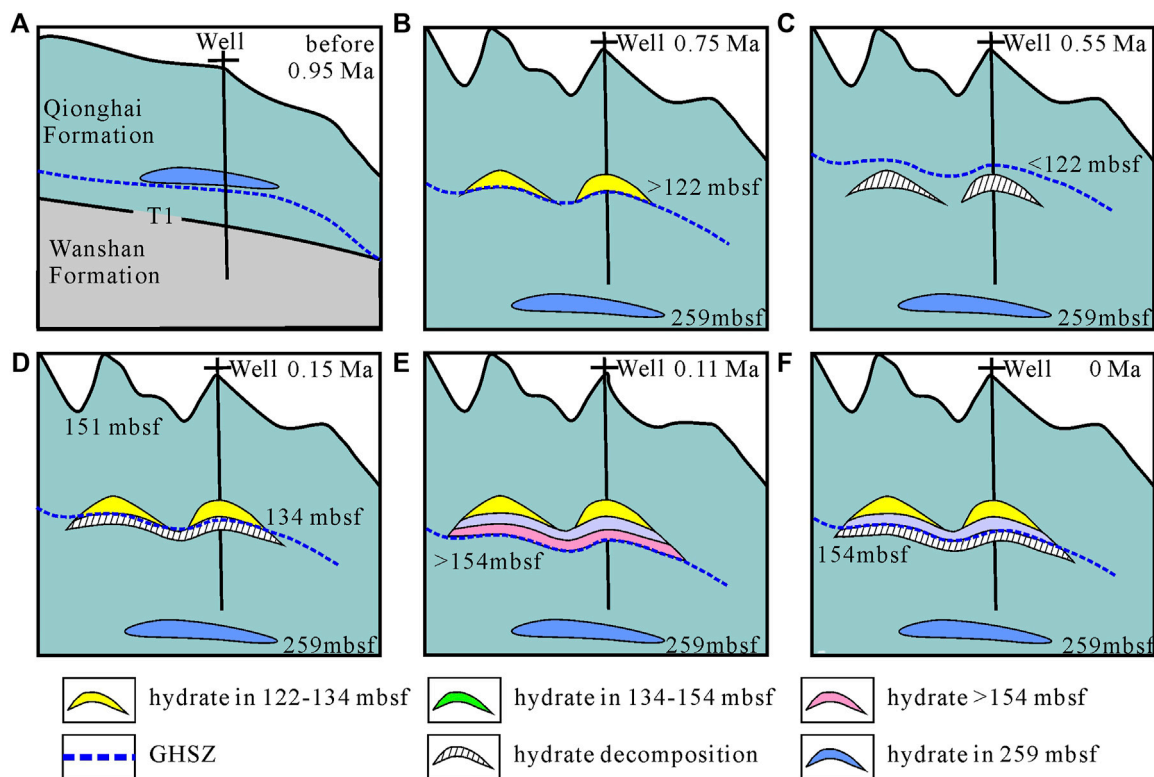 A
Well
before
0.95 Ma
Qionghai
Formation
T1
Wanshan
Formation
B
Well 0.75 Ma
>122 mbsf
259mbsf
C
Well 0.55 Ma
<122 mbsf
259mbsf
D
Well 0.15 Ma
151 mbsf
134 mbsf
259mbsf
E
Well 0.11 Ma
>154mbsf
259mbsf
F
Well 0 Ma
154mbsf
259mbsf
hydrate in 122-134 mbsf
hydrate in 134-154 mbsf
hydrate >154 mbsf
GHSZ
hydrate decomposition
hydrate in 259 mbsf